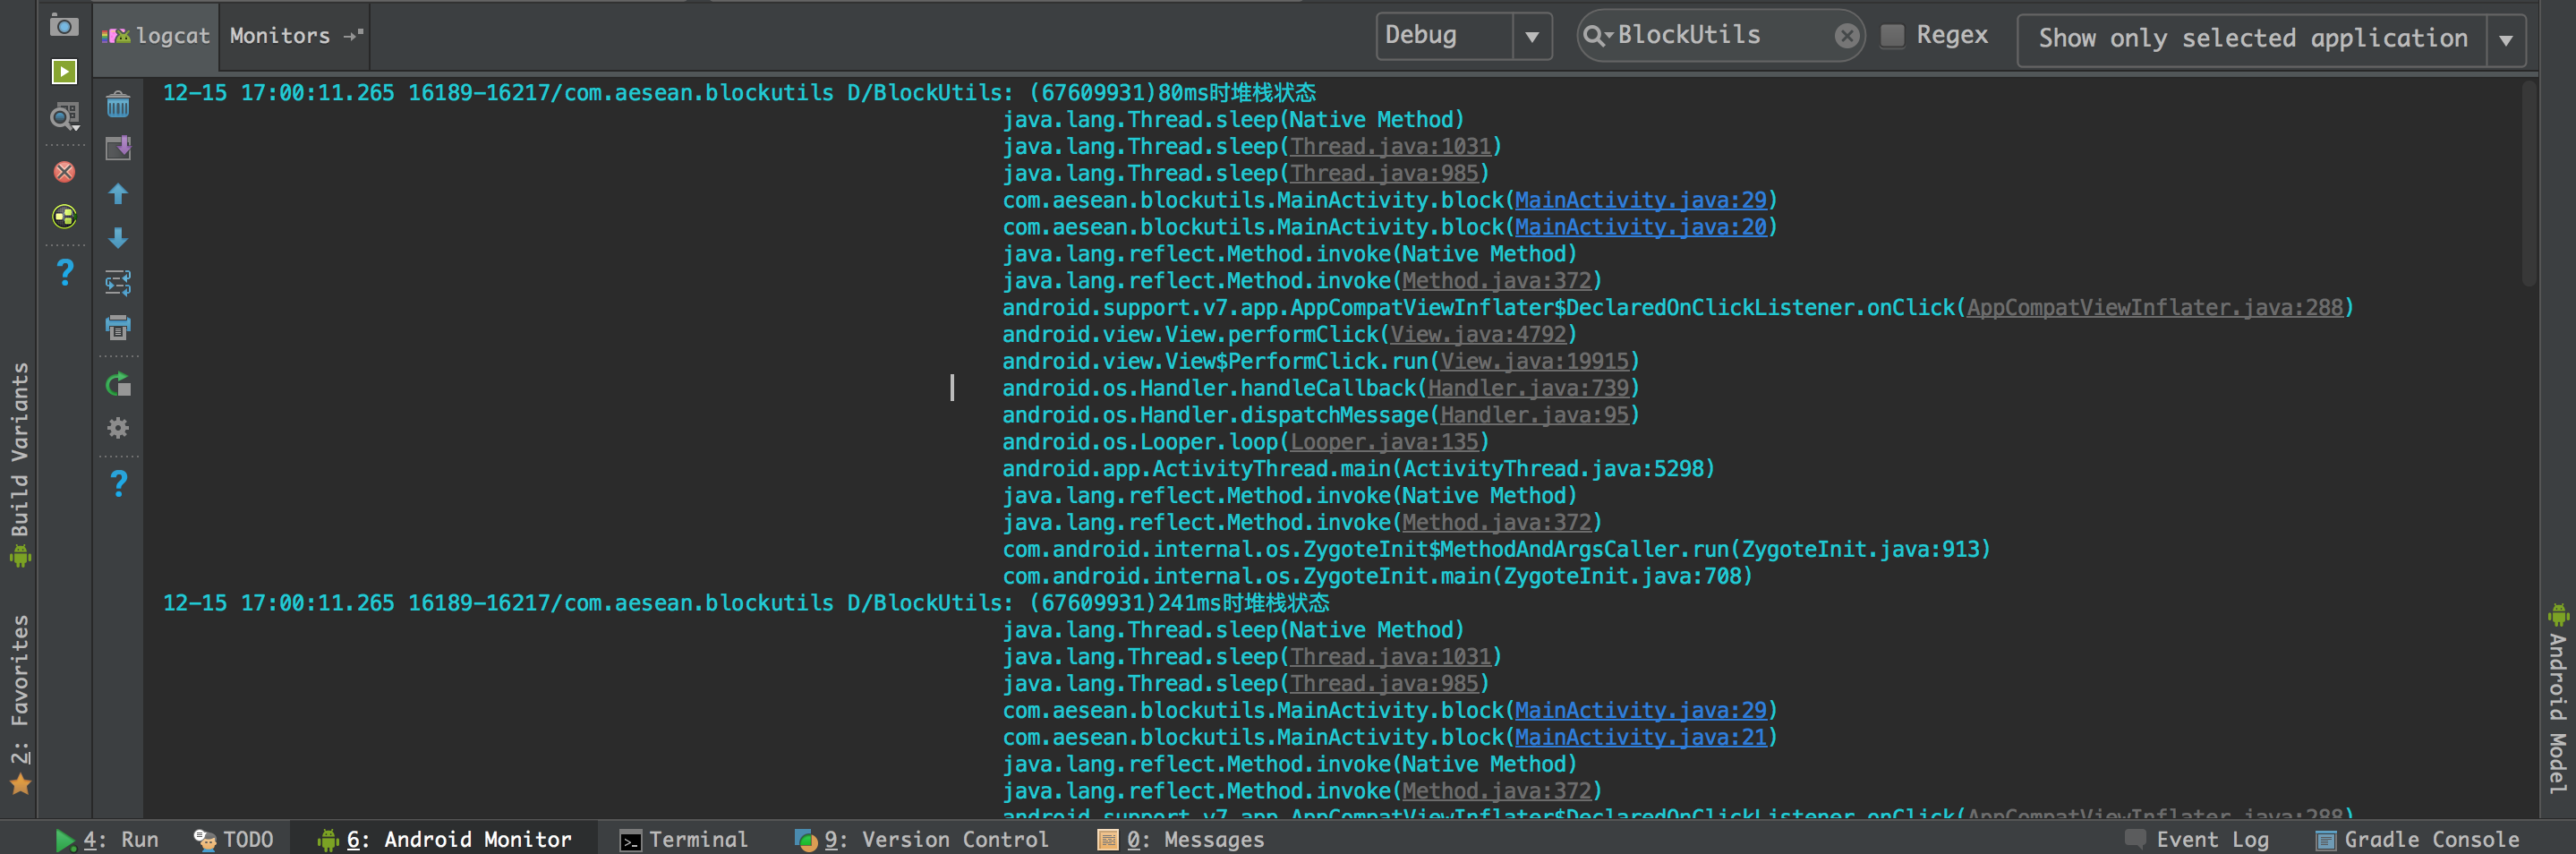 logcat Monitors Debug BlockUtils Regex Show only selected application
12-15 17:00:11.265 16189-16217/com.aesean.blockutils D/BlockUtils: (67609931)80ms时堆栈状态
java.lang.Thread.sleep(Native Method)
java.lang.Thread.sleep(Thread.java:1031)
java.lang.Thread.sleep(Thread.java:985)
com.aesean.blockutils.MainActivity.block(MainActivity.java:29)
com.aesean.blockutils.MainActivity.block(MainActivity.java:20)
java.lang.reflect.Method.invoke(Native Method)
java.lang.reflect.Method.invoke(Method.java:372)
android.support.v7.app.AppCompatViewInflater$DeclaredOnClickListener.onClick(AppCompatViewInflater.java:288)
android.view.View.performClick(View.java:4792)
android.view.View$PerformClick.run(View.java:19915)
android.os.Handler.handleCallback(Handler.java:739)
android.os.Handler.dispatchMessage(Handler.java:95)
android.os.Looper.loop(Looper.java:135)
android.app.ActivityThread.main(ActivityThread.java:5298)
java.lang.reflect.Method.invoke(Native Method)
java.lang.reflect.Method.invoke(Method.java:372)
com.android.internal.os.ZygoteInit$MethodAndArgsCaller.run(ZygoteInit.java:913)
com.android.internal.os.ZygoteInit.main(ZygoteInit.java:708)
12-15 17:00:11.265 16189-16217/com.aesean.blockutils D/BlockUtils: (67609931)241ms时堆栈状态
java.lang.Thread.sleep(Native Method)
java.lang.Thread.sleep(Thread.java:1031)
java.lang.Thread.sleep(Thread.java:985)
com.aesean.blockutils.MainActivity.block(MainActivity.java:29)
com.aesean.blockutils.MainActivity.block(MainActivity.java:21)
java.lang.reflect.Method.invoke(Native Method)
java.lang.reflect.Method.invoke(Method.java:372)
android.support.v7.app.AppCompatViewInflater$DeclaredOnClickListener.onClick(AppCompatViewInflater.java:288)
Build Variants
2: Favorites
Android Model
4: Run TODO 6: Android Monitor Terminal 9: Version Control 0: Messages Event Log Gradle Console